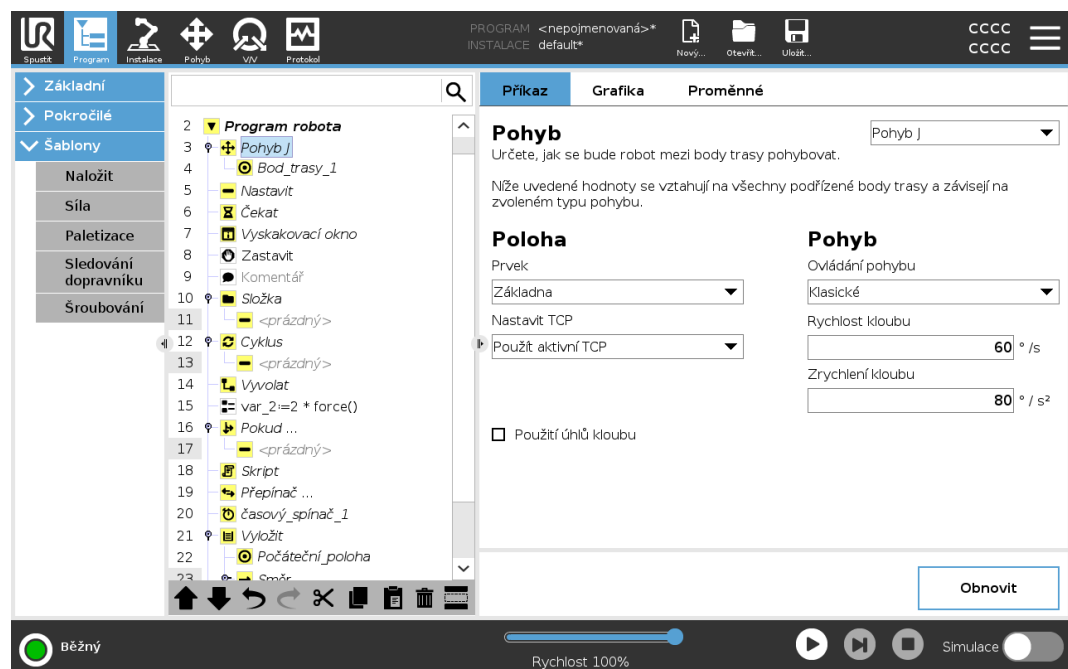 UR
PROGRAM <nepojmenovaná>*
INSTALACE default*
Spustit
Program
Instalace
Pohyb
V/V
Protokol
Nový...
Otevřít...
Uložit...
CCCC
CCCC
Základní
Pokročilé
Šablony
Naložit
Síla
Paletizace
Sledování
dopravníku
Šroubování
2 Program robota
3 Pohyb J
4 Bod_trasy_1
5 Nastavit
6 Čekat
7 Vyskakovací okno
8 Zastavit
9 Komentář
10 Složka
11 <prázdný>
12 Cyklus
13 <prázdný>
14 Vyvolat
15 var_2:=2 * force()
16 Pokud ...
17 <prázdný>
18 Skript
19 Přepínač ...
20 časový_spínač_1
21 Vyložit
22 Počáteční_poloha
23 Směr
Příkaz
Grafika
Proměnné
Pohyb
Pohyb J
Určete, jak se bude robot mezi body trasy pohybovat.
Níže uvedené hodnoty se vztahují na všechny podřízené body trasy a závisejí na
zvoleném typu pohybu.
Poloha
Prvek
Základna
Nastavit TCP
Použít aktivní TCP
Použití úhlů kloubu
Pohyb
Ovládání pohybu
Klasické
Rychlost kloubu
60 ° /s
Zrychlení kloubu
80 ° / s²
Obnovit
Běžný
Rychlost 100%
Simulace